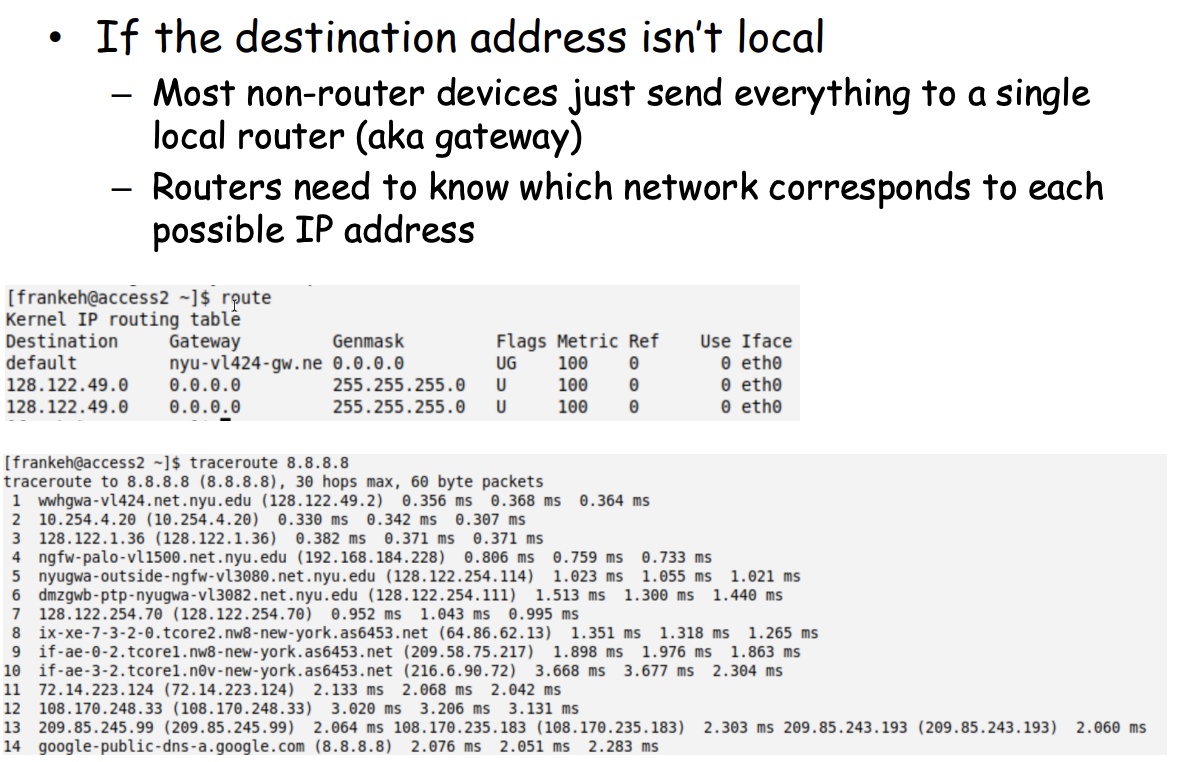 • If the destination address isn't local
– Most non-router devices just send everything to a single
local router (aka gateway)
– Routers need to know which network corresponds to each
possible IP address
[frankeh@access2 ~]$ route
Kernel IP routing table
Destination Gateway Genmask Flags Metric Ref Use Iface
default nyu-vl424-gw.ne 0.0.0.0 UG 100 0 0 eth0
128.122.49.0 0.0.0.0 255.255.255.0 U 100 0 0 eth0
128.122.49.0 0.0.0.0 255.255.255.0 U 100 0 0 eth0
[frankeh@access2 ~]$ traceroute 8.8.8.8
traceroute to 8.8.8.8 (8.8.8.8), 30 hops max, 60 byte packets
1 wwhgwa-vl424.net.nyu.edu (128.122.49.2) 0.356 ms 0.368 ms 0.364 ms
2 10.254.4.20 (10.254.4.20) 0.330 ms 0.342 ms 0.307 ms
3 128.122.1.36 (128.122.1.36) 0.382 ms 0.371 ms 0.371 ms
4 ngfw-palo-vl1500.net.nyu.edu (192.168.184.228) 0.806 ms 0.759 ms 0.733 ms
5 nyugwa-outside-ngfw-vl3080.net.nyu.edu (128.122.254.114) 1.023 ms 1.055 ms 1.021 ms
6 dmzgwb-ptp-nyugwa-vl3082.net.nyu.edu (128.122.254.111) 1.513 ms 1.300 ms 1.440 ms
7 128.122.254.70 (128.122.254.70) 0.952 ms 1.043 ms 0.995 ms
8 ix-xe-7-3-2-0.tcore2.nw8-new-york.as6453.net (64.86.62.13) 1.351 ms 1.318 ms 1.265 ms
9 if-ae-0-2.tcore1.nw8-new-york.as6453.net (209.58.75.217) 1.898 ms 1.976 ms 1.863 ms
10 if-ae-3-2.tcore1.n0v-new-york.as6453.net (216.6.90.72) 3.668 ms 3.677 ms 2.304 ms
11 72.14.223.124 (72.14.223.124) 2.133 ms 2.068 ms 2.042 ms
12 108.170.248.33 (108.170.248.33) 3.020 ms 3.206 ms 3.131 ms
13 209.85.245.99 (209.85.245.99) 2.064 ms 108.170.235.183 (108.170.235.183) 2.303 ms 209.85.243.193 (209.85.243.193) 2.060 ms
14 google-public-dns-a.google.com (8.8.8.8) 2.076 ms 2.051 ms 2.283 ms